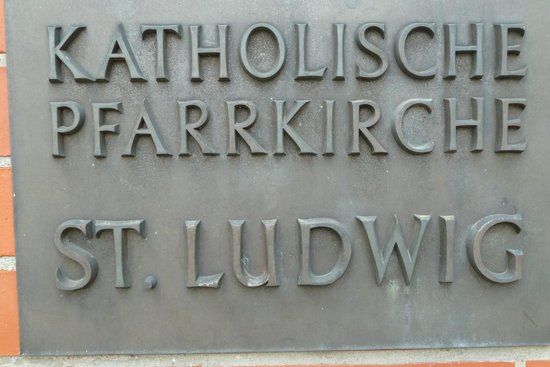 KATHOLISCHE
PFARRKIRCHE
ST. LUDWIG